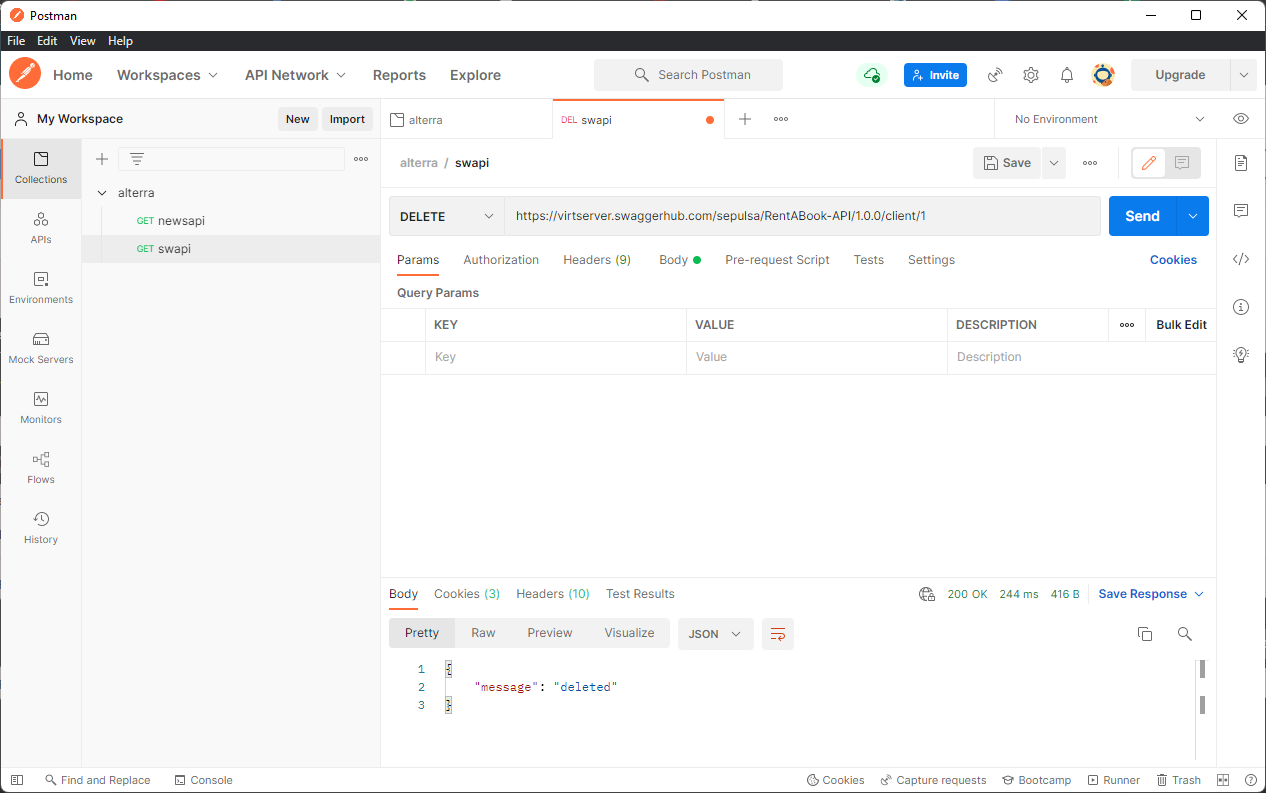 Postman
File Edit View Help
Home Workspaces API Network Reports Explore Search Postman Invite Upgrade
My Workspace New Import alterra DEL swapi No Environment
Collections
APIs
Environments
Mock Servers
Monitors
Flows
History
alterra
GET newsapi
GET swapi
alterra / swapi Save
DELETE https://virtserver.swaggerhub.com/sepulsa/RentABook-API/1.0.0/client/1 Send
Params Authorization Headers (9) Body Pre-request Script Tests Settings Cookies
Query Params
KEY VALUE DESCRIPTION Bulk Edit
Key Value Description
Body Cookies (3) Headers (10) Test Results 200 OK 244 ms 416 B Save Response
Pretty Raw Preview Visualize JSON
1 {
2 "message": "deleted"
3 }
Find and Replace Console Cookies Capture requests Bootcamp Runner Trash